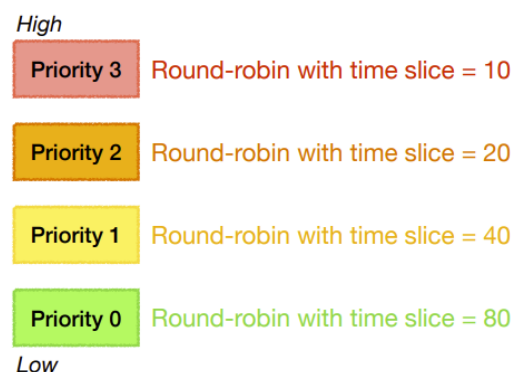 High
Priority 3 Round-robin with time slice = 10
Priority 2 Round-robin with time slice = 20
Priority 1 Round-robin with time slice = 40
Priority 0 Round-robin with time slice = 80
Low